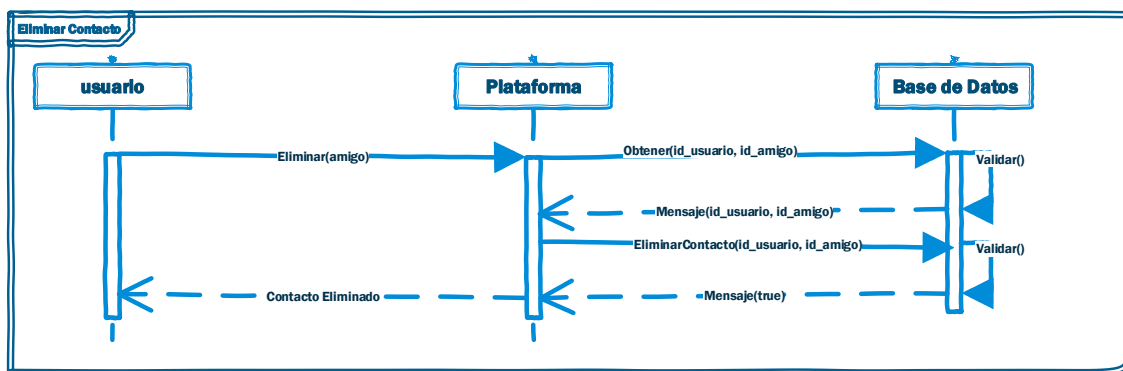 Eliminar Contacto
usuario
Plataforma
Base de Datos
Eliminar(amigo)
Obtener(id_usuario, id_amigo)
Validar()
Mensaje(id_usuario, id_amigo)
EliminarContacto(id_usuario, id_amigo)
Validar()
Contacto Eliminado
Mensaje(true)